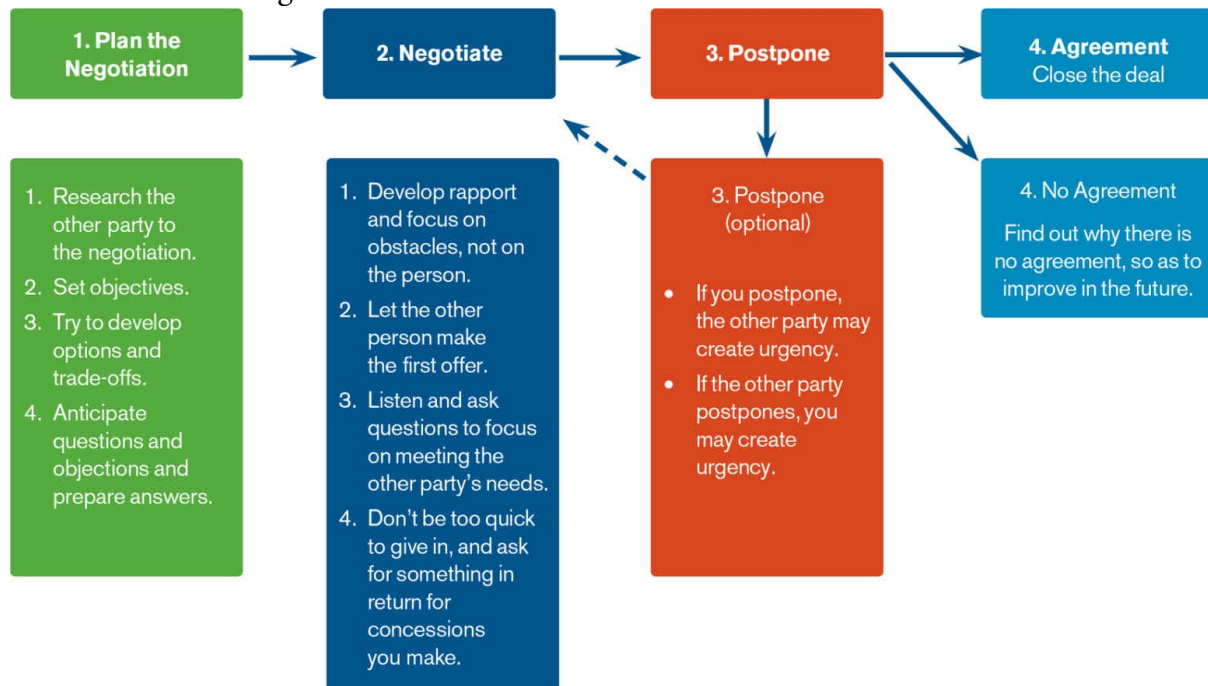 1. Plan the
Negotiation
2. Negotiate
3. Postpone
4. Agreement
Close the deal
1. Research the
other party to
the negotiation.
2. Set objectives.
3. Try to develop
options and
trade-offs.
4. Anticipate
questions and
objections and
prepare answers.
1. Develop rapport
and focus on
obstacles, not on
the person.
2. Let the other
person make
the first offer.
3. Listen and ask
questions to focus
on meeting the
other party's needs.
4. Don't be too quick
to give in, and ask
for something in
return for
concessions
you make.
3. Postpone
(optional)
• If you postpone,
the other party may
create urgency.
• If the other party
postpones, you
may create
urgency.
4. No Agreement
Find out why there is
no agreement, so as to
improve in the future.